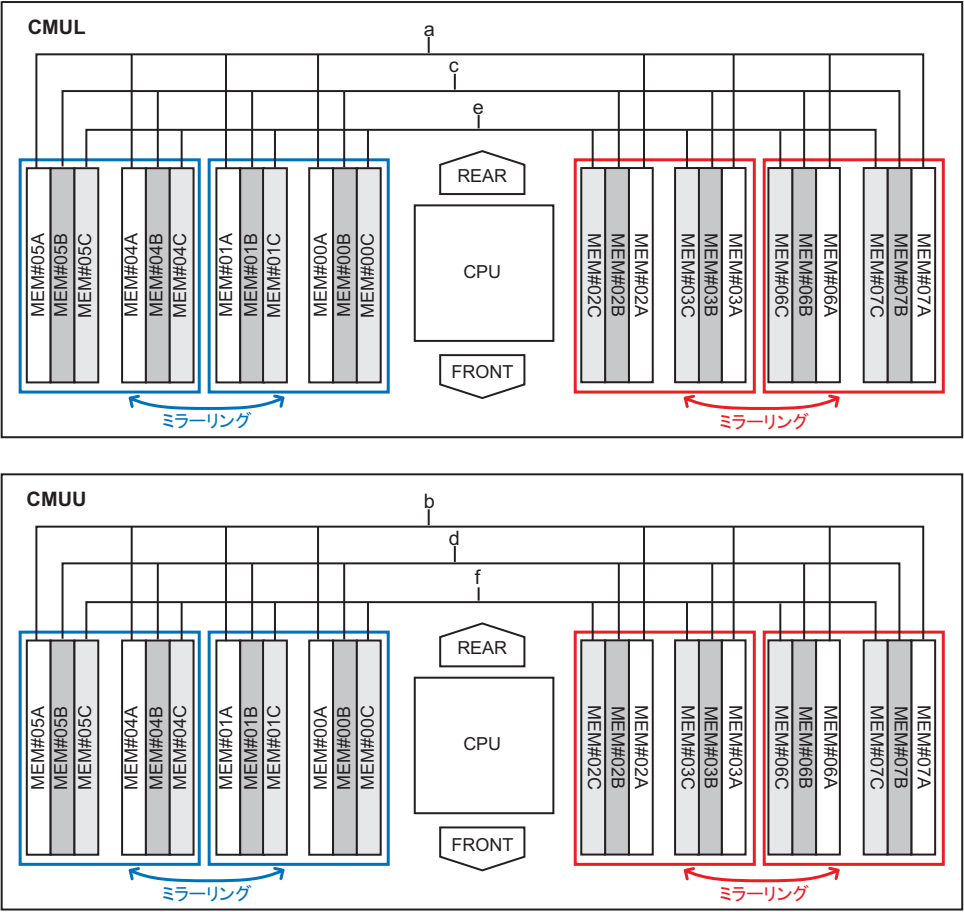 CMUL
a
c
e
REAR
MEM#05A
MEM#05B
MEM#05C
MEM#04A
MEM#04B
MEM#04C
MEM#01A
MEM#01B
MEM#01C
MEM#00A
MEM#00B
MEM#00C
CPU
MEM#02C
MEM#02B
MEM#02A
MEM#03C
MEM#03B
MEM#03A
MEM#06C
MEM#06B
MEM#06A
MEM#07C
MEM#07B
MEM#07A
FRONT
ミラーリング
ミラーリング
CMUU
b
d
f
REAR
MEM#05A
MEM#05B
MEM#05C
MEM#04A
MEM#04B
MEM#04C
MEM#01A
MEM#01B
MEM#01C
MEM#00A
MEM#00B
MEM#00C
CPU
MEM#02C
MEM#02B
MEM#02A
MEM#03C
MEM#03B
MEM#03A
MEM#06C
MEM#06B
MEM#06A
MEM#07C
MEM#07B
MEM#07A
FRONT
ミラーリング
ミラーリング